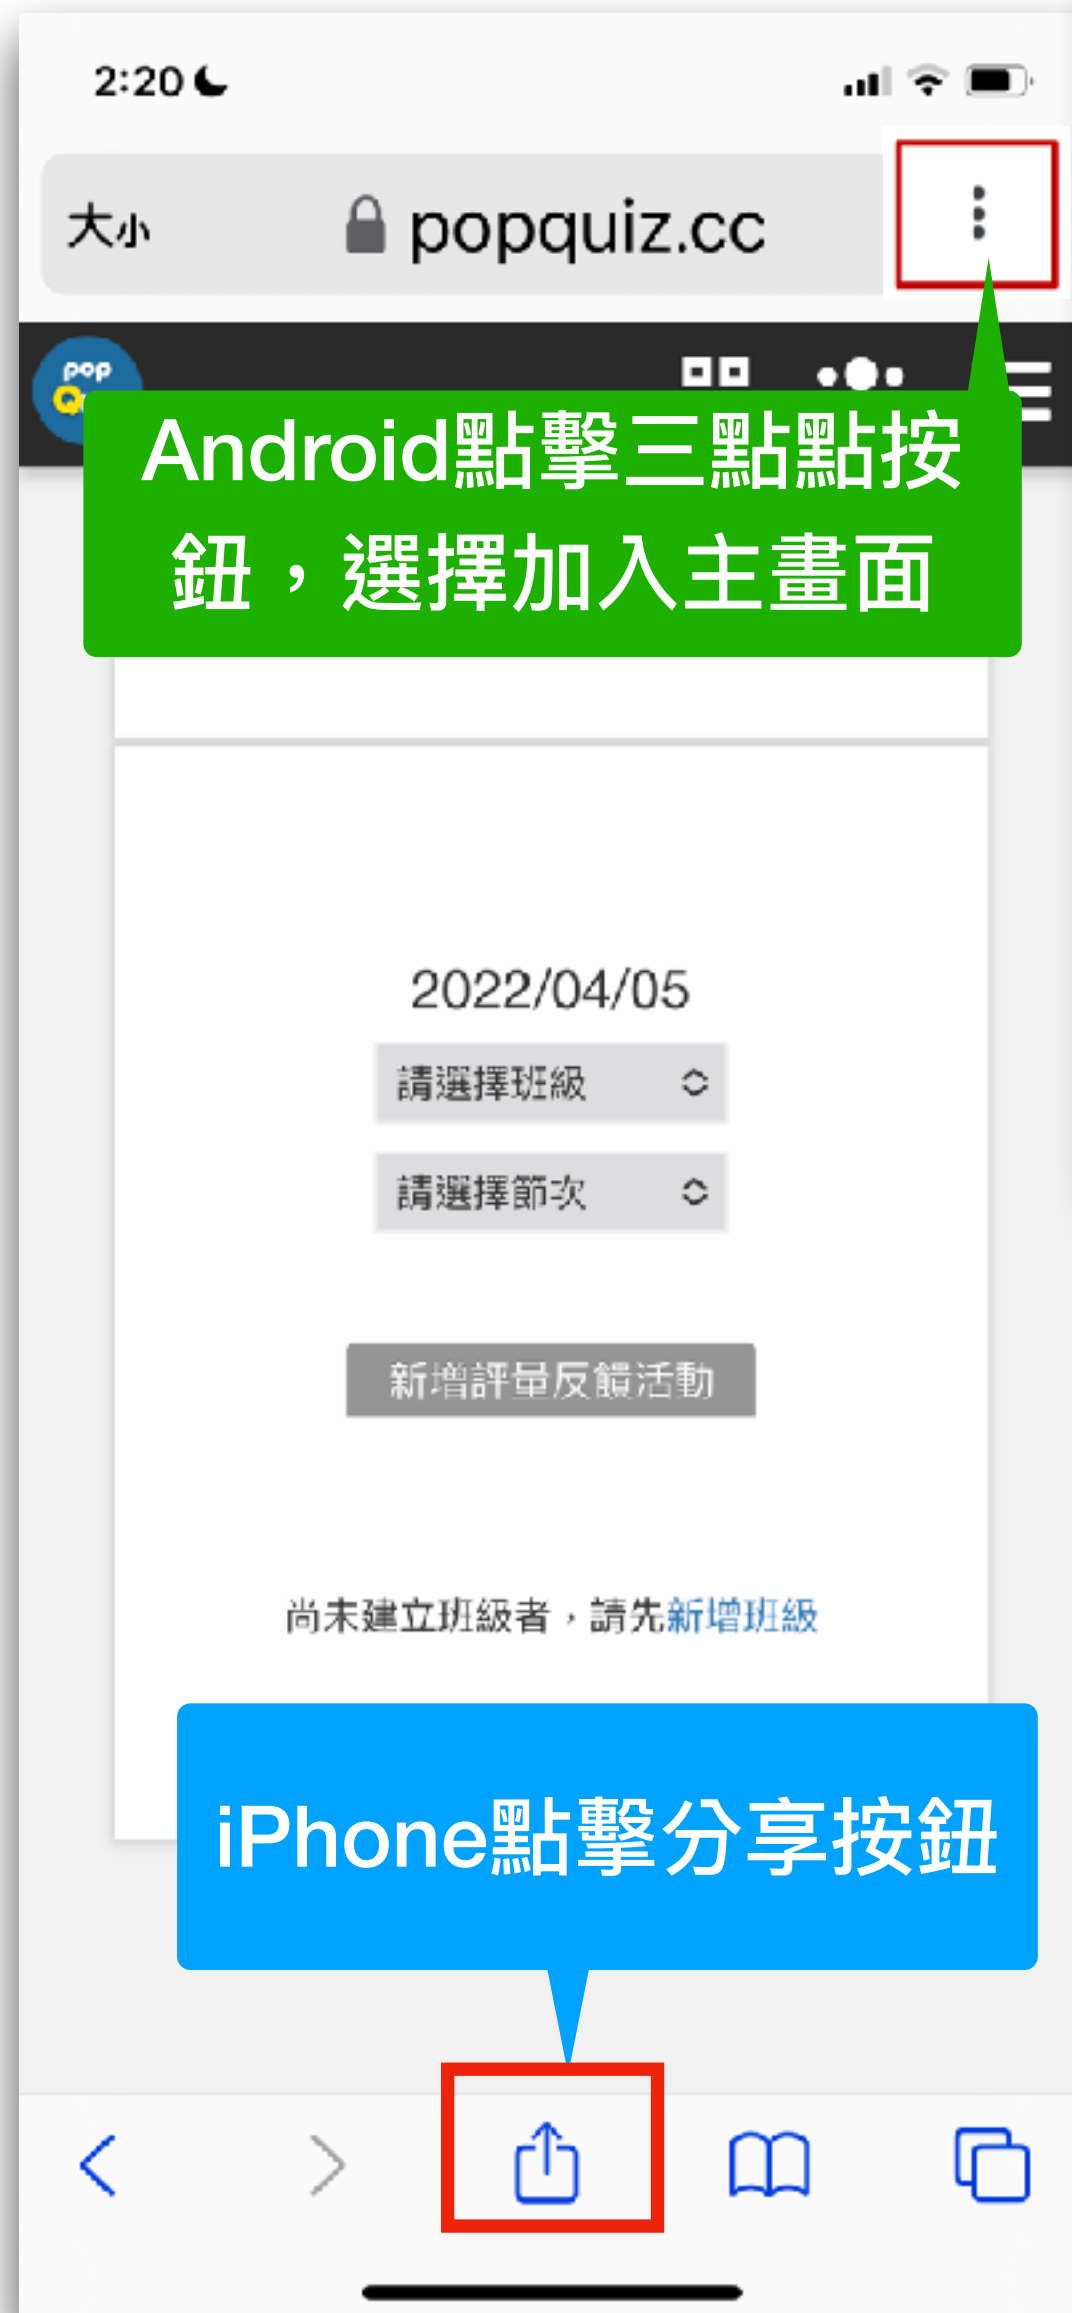 2:20
大小 popquiz.cc
pop
Android點擊三點點按
鈕，選擇加入主畫面
2022/04/05
請選擇班級
請選擇節次
新增評量反饋活動
尚未建立班級者，請先新增班級
iPhone點擊分享按鈕